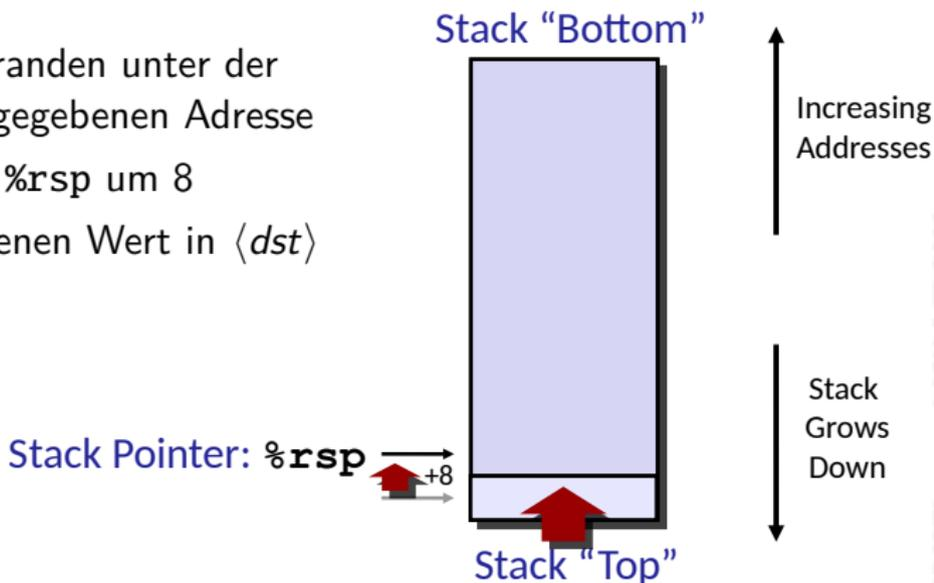 Stack “Bottom”
randen unter der
gegebenen Adresse
%rsp um 8
enen Wert in ⟨dst⟩
Increasing
Addresses
Stack
Grows
Down
Stack Pointer: %rsp
+8
Stack “Top”